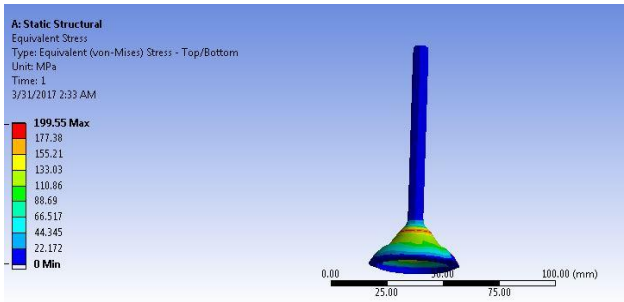 A: Static Structural
Equivalent Stress
Type: Equivalent (von-Mises) Stress - Top/Bottom
Unit: MPa
Time: 1
3/31/2017 2:33 AM
199.55 Max
177.38
155.21
133.03
110.86
88.69
66.517
44.345
22.172
0 Min
0.00 50.00 100.00 (mm)
25.00 75.00